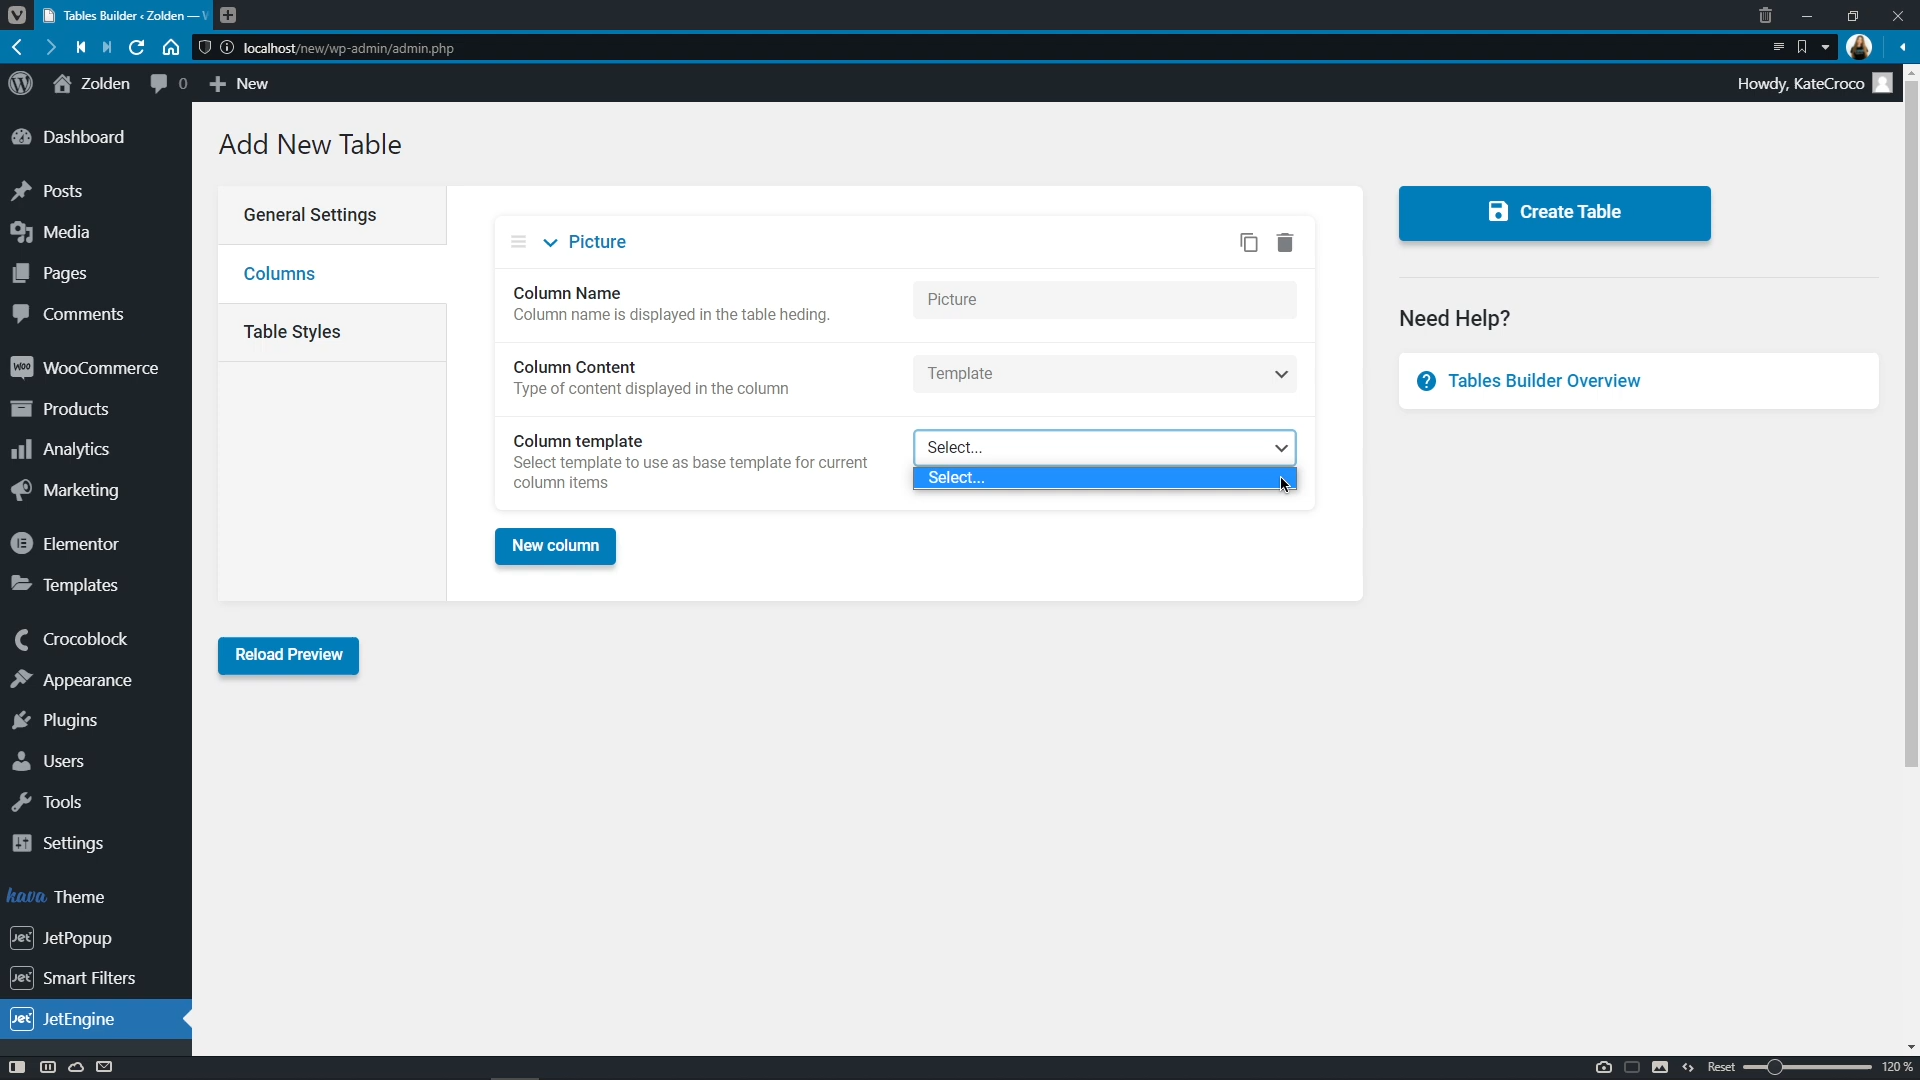 Tables Builder ‹ Zolden — W
localhost/new/wp-admin/admin.php
Zolden
0
New
Howdy, KateCroco
Dashboard
Posts
Media
Pages
Comments
Woo WooCommerce
Products
Analytics
Marketing
Elementor
Templates
Crocoblock
Appearance
Plugins
Users
Tools
Settings
kava Theme
Jet JetPopup
Jet Smart Filters
Jet JetEngine
Add New Table
General Settings
Columns
Table Styles
Picture
Column Name
Column name is displayed in the table heding.
Picture
Column Content
Type of content displayed in the column
Template
Column template
Select template to use as base template for current
column items
Select...
Select...
New column
Reload Preview
Create Table
Need Help?
? Tables Builder Overview
Reset
120 %